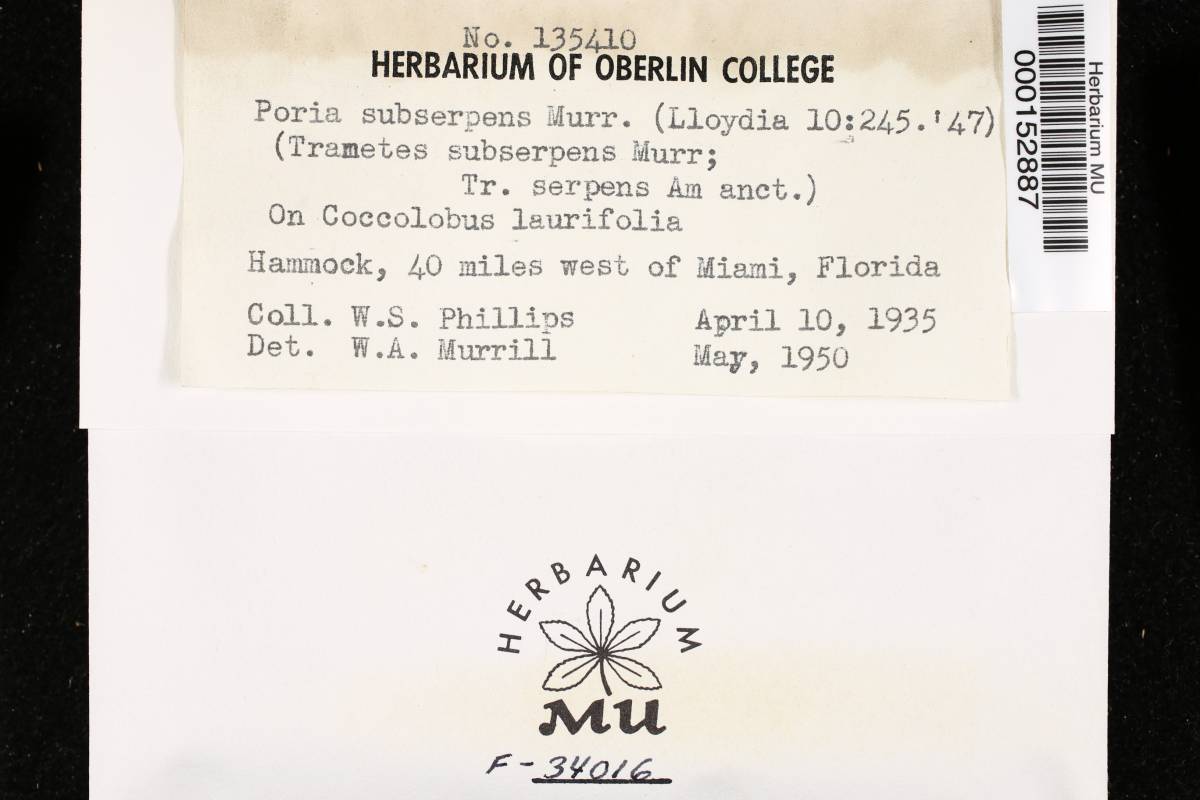 No. 135410
HERBARIUM OF OBERLIN COLLEGE
Poria subserpens Murr. (Lloydia 10:245.'47)
(Trametes subserpens Murr;
Tr. serpens Am anct.)
On Coccolobus laurifolia
Hammock, 40 miles west of Miami, Florida
Coll. W.S. Phillips April 10, 1935
Det. W.A. Murrill May, 1950
Herbarium MU
000152887
HERBARIUM
MU
F-34016